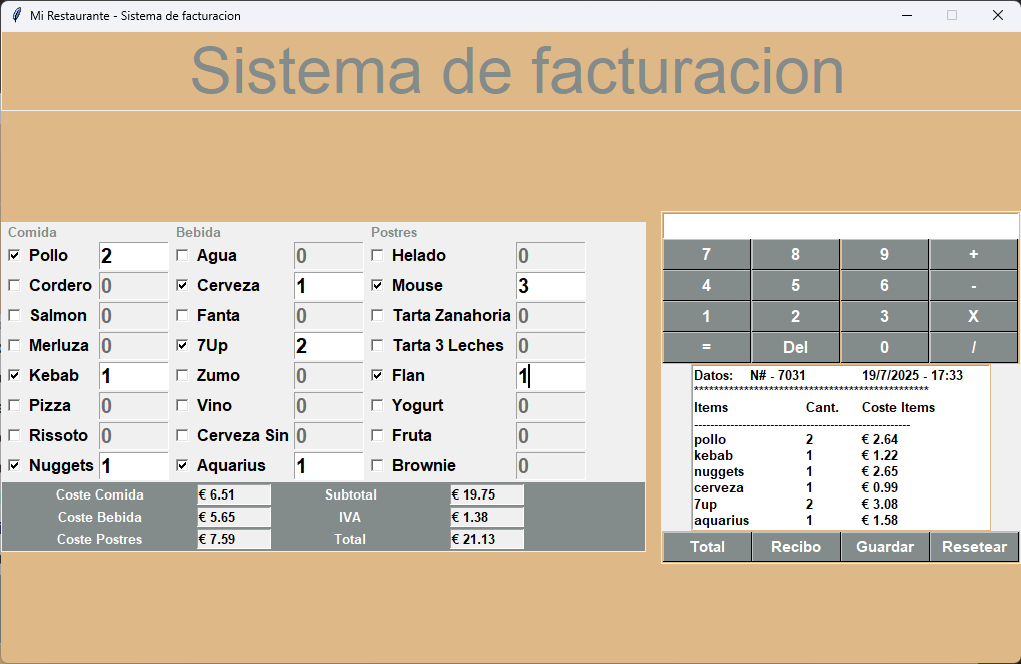 Mi Restaurante - Sistema de facturacion
Sistema de facturacion
Comida Bebida Postres
Pollo 2 Agua 0 Helado 0
Cordero 0 Cerveza 1 Mouse 3
Salmon 0 Fanta 0 Tarta Zanahoria 0
Merluza 0 7Up 2 Tarta 3 Leches 0
Kebab 1 Zumo 0 Flan 1
Pizza 0 Vino 0 Yogurt 0
Rissoto 0 Cerveza Sin 0 Fruta 0
Nuggets 1 Aquarius 1 Brownie 0
Coste Comida € 6.51 Subtotal € 19.75
Coste Bebida € 5.65 IVA € 1.38
Coste Postres € 7.59 Total € 21.13
7 8 9 +
4 5 6 -
1 2 3 X
= Del 0 /
Datos: N# - 7031 19/7/2025 - 17:33
***********************************************
Items Cant. Coste Items
------------------------------------------------------
pollo 2 € 2.64
kebab 1 € 1.22
nuggets 1 € 2.65
cerveza 1 € 0.99
7up 2 € 3.08
aquarius 1 € 1.58
Total Recibo Guardar Resetear